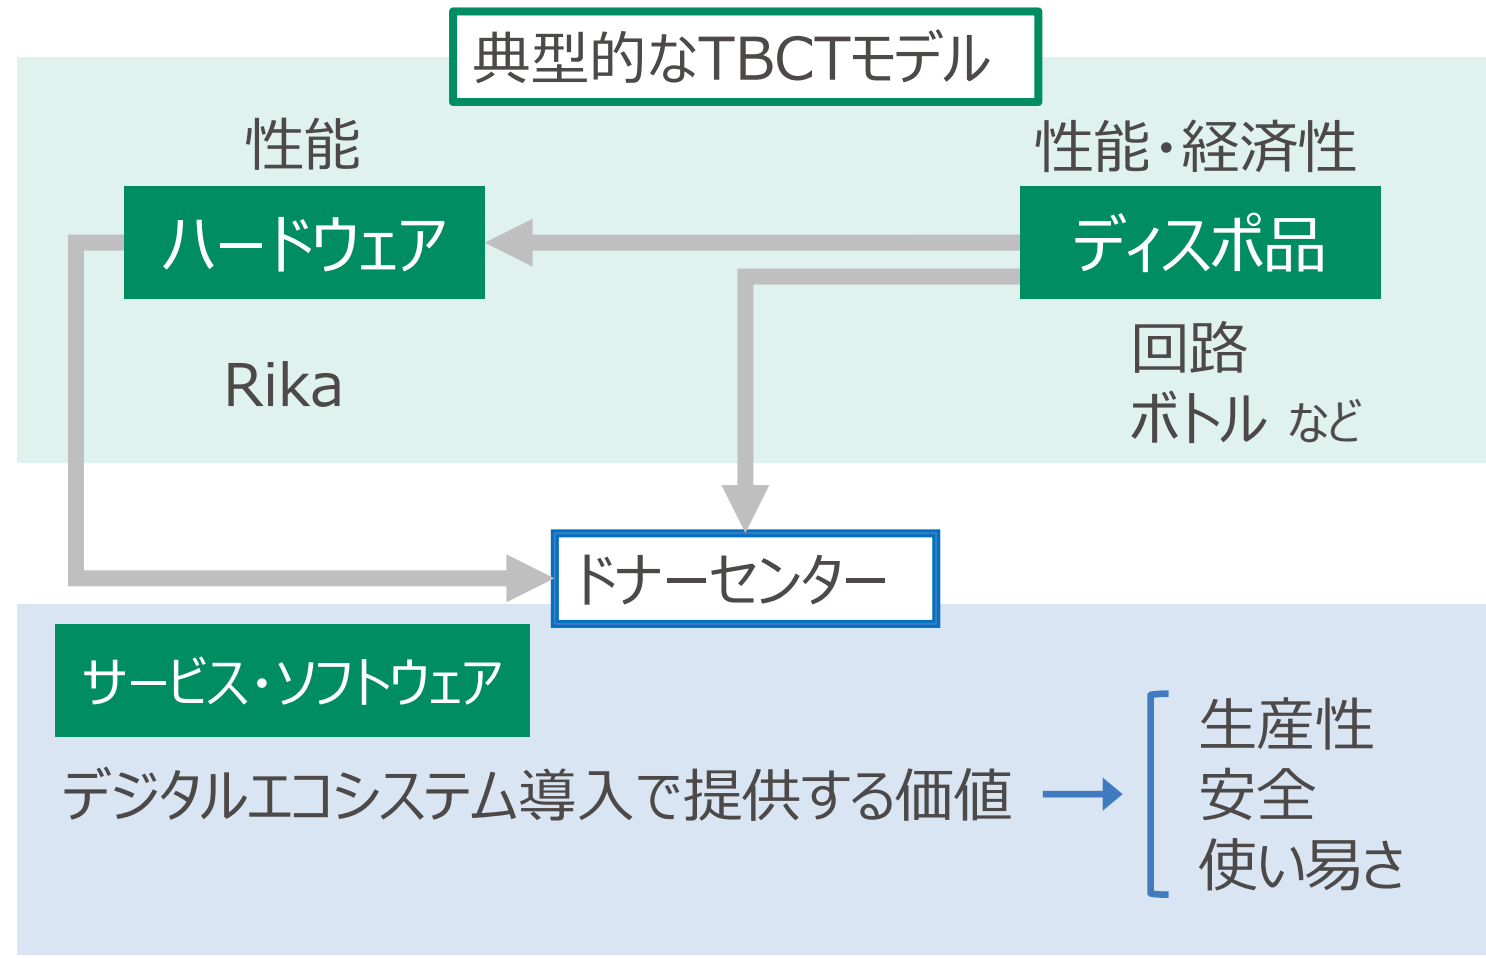 典型的なTBCTモデル
性能
性能・経済性
ハードウェア
ディスポ品
Rika
回路
ボトル など
ドナーセンター
サービス・ソフトウェア
デジタルエコシステム導入で提供する価値
生産性
安全
使い易さ